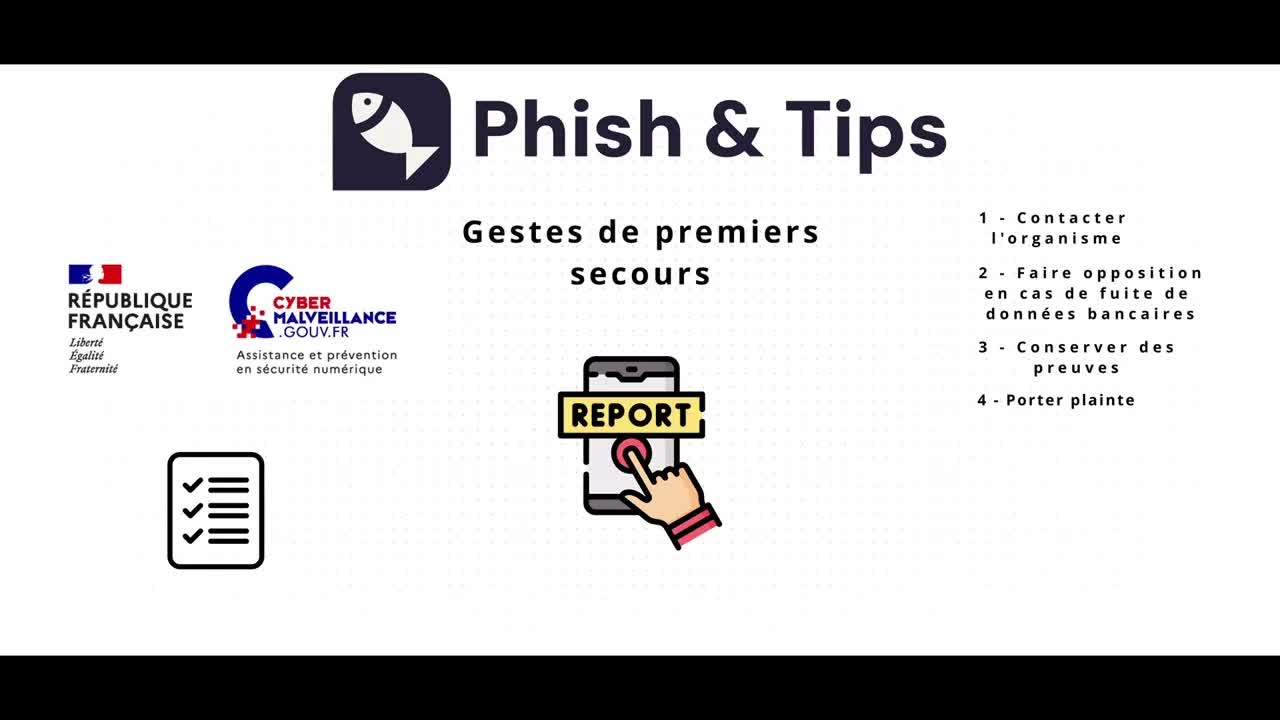 Phish & Tips
Gestes de premiers
secours
RÉPUBLIQUE
FRANÇAISE
Liberté
Égalité
Fraternité
CYBER
MALVEILLANCE
.GOUV.FR
Assistance et prévention
en sécurité numérique
REPORT
1 - Contacter
l'organisme
2 - Faire opposition
en cas de fuite de
données bancaires
3 - Conserver des
preuves
4 - Porter plainte